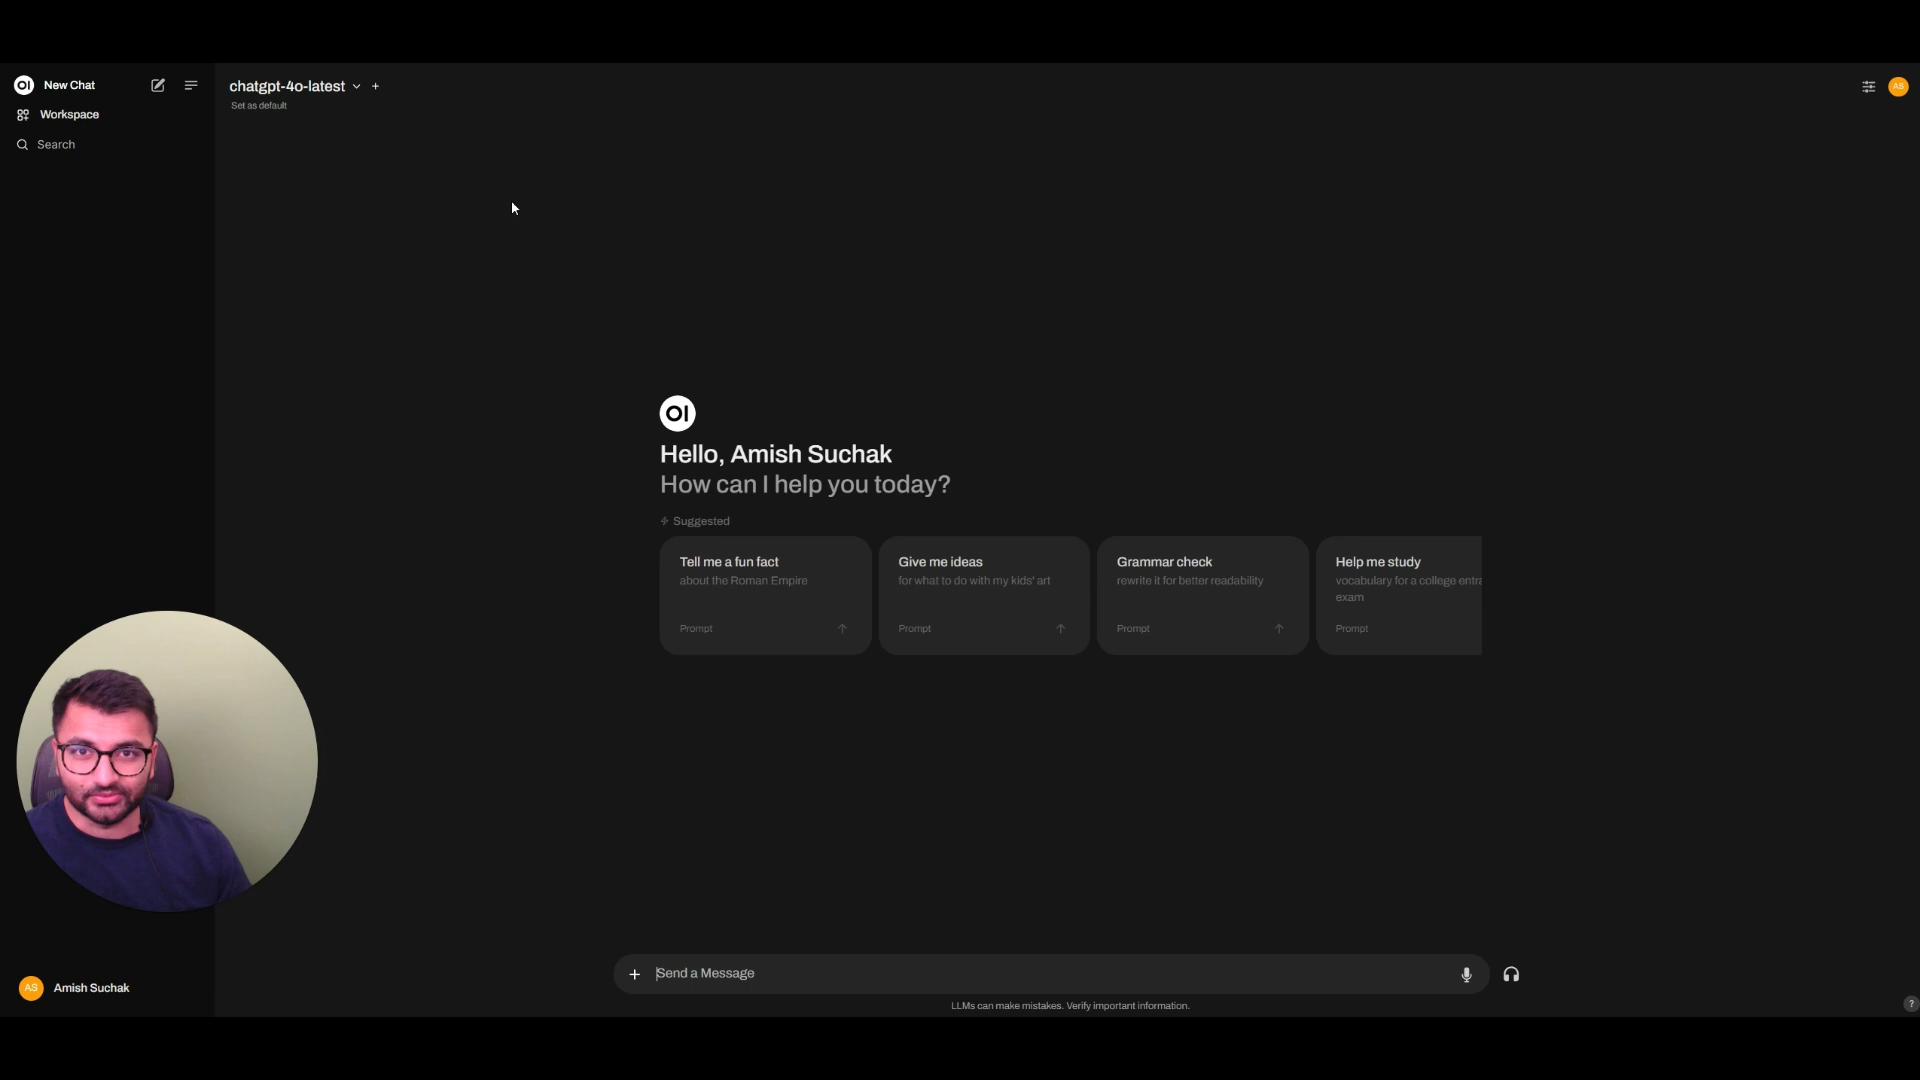 OI New Chat
Workspace
Search
chatgpt-4o-latest
Set as default
AS
OI
Hello, Amish Suchak
How can I help you today?
Suggested
Tell me a fun fact
about the Roman Empire
Prompt
Give me ideas
for what to do with my kids' art
Prompt
Grammar check
rewrite it for better readability
Prompt
Help me study
vocabulary for a college entra
exam
Prompt
AS Amish Suchak
+ Send a Message
LLMs can make mistakes. Verify important information.
?